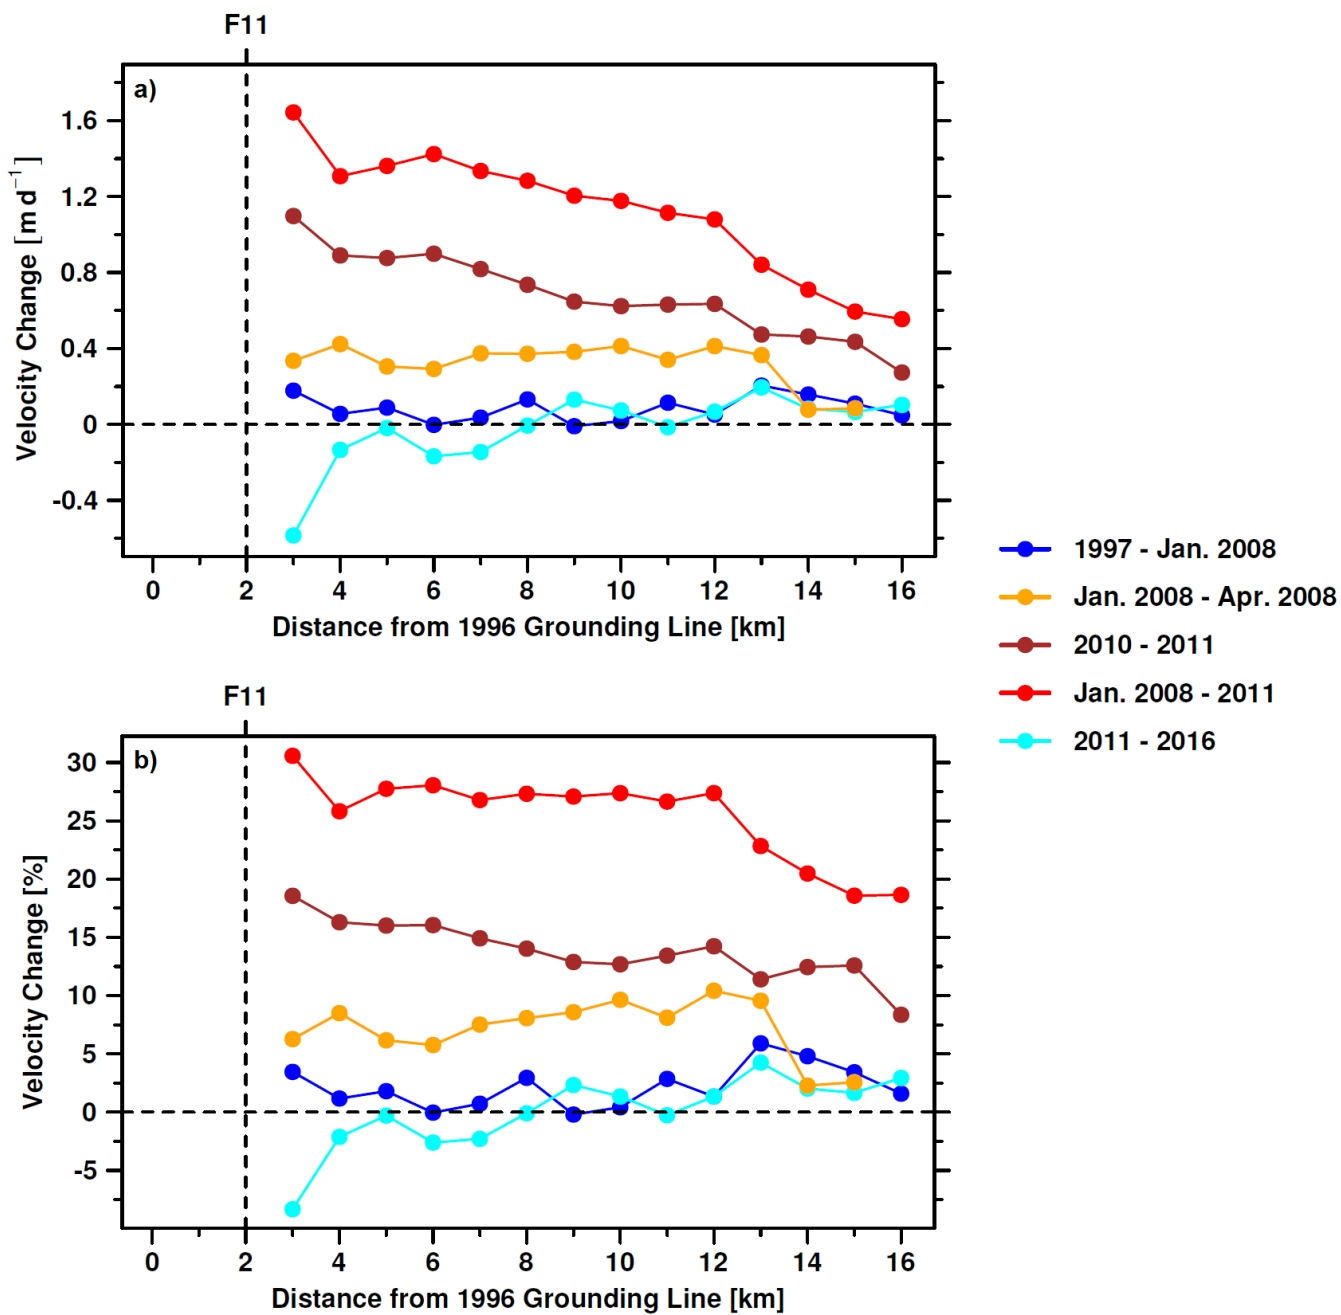 F11
a)
1.6
1.2
0.8
0.4
0
-0.4
Velocity Change [m d⁻¹]
0 2 4 6 8 10 12 14 16
Distance from 1996 Grounding Line [km]
1997 - Jan. 2008
Jan. 2008 - Apr. 2008
2010 - 2011
Jan. 2008 - 2011
2011 - 2016
F11
b)
30
25
20
15
10
5
0
-5
Velocity Change [%]
0 2 4 6 8 10 12 14 16
Distance from 1996 Grounding Line [km]